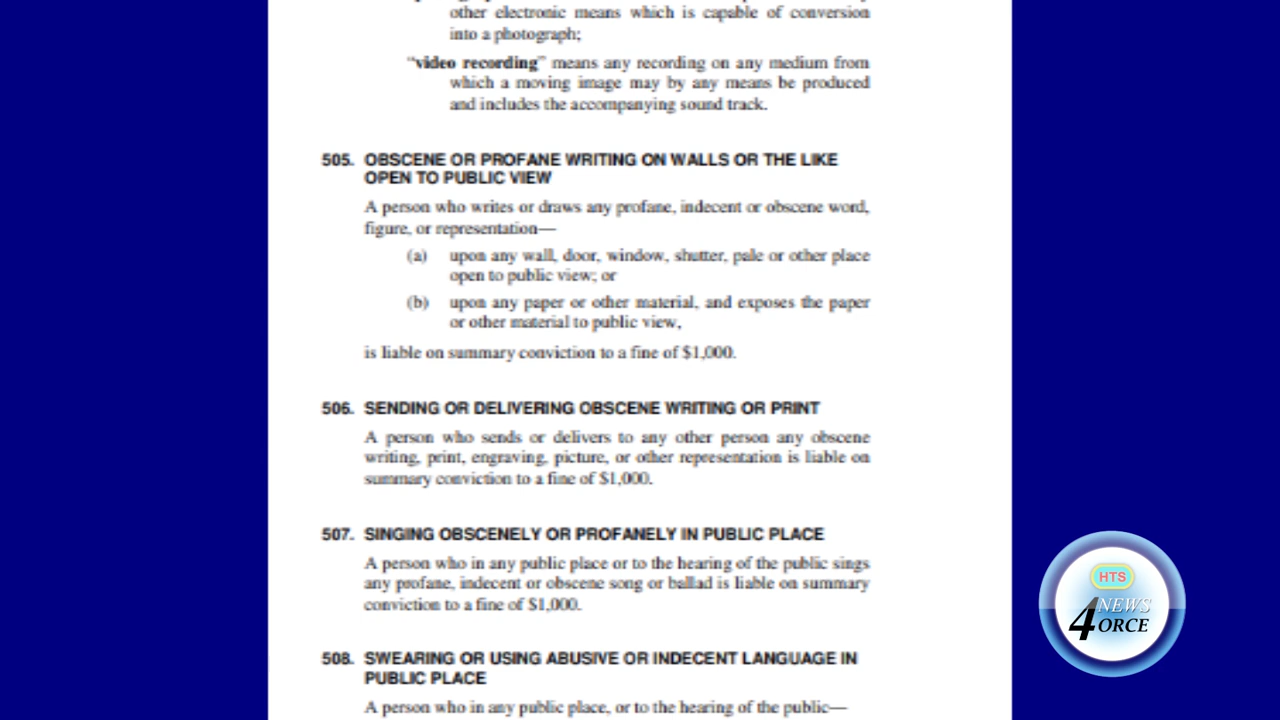 other electronic means which is capable of conversion
into a photograph;
“video recording” means any recording on any medium from
which a moving image may by any means be produced
and includes the accompanying sound track.
505. OBSCENE OR PROFANE WRITING ON WALLS OR THE LIKE
OPEN TO PUBLIC VIEW
A person who writes or draws any profane, indecent or obscene word,
figure, or representation—
(a) upon any wall, door, window, shutter, pale or other place
open to public view; or
(b) upon any paper or other material, and exposes the paper
or other material to public view,
is liable on summary conviction to a fine of $1,000.
506. SENDING OR DELIVERING OBSCENE WRITING OR PRINT
A person who sends or delivers to any other person any obscene
writing, print, engraving, picture, or other representation is liable on
summary conviction to a fine of $1,000.
507. SINGING OBSCENELY OR PROFANELY IN PUBLIC PLACE
A person who in any public place or to the hearing of the public sings
any profane, indecent or obscene song or ballad is liable on summary
conviction to a fine of $1,000.
508. SWEARING OR USING ABUSIVE OR INDECENT LANGUAGE IN
PUBLIC PLACE
A person who in any public place, or to the hearing of the public—
HTS
NEWS
4ORCE